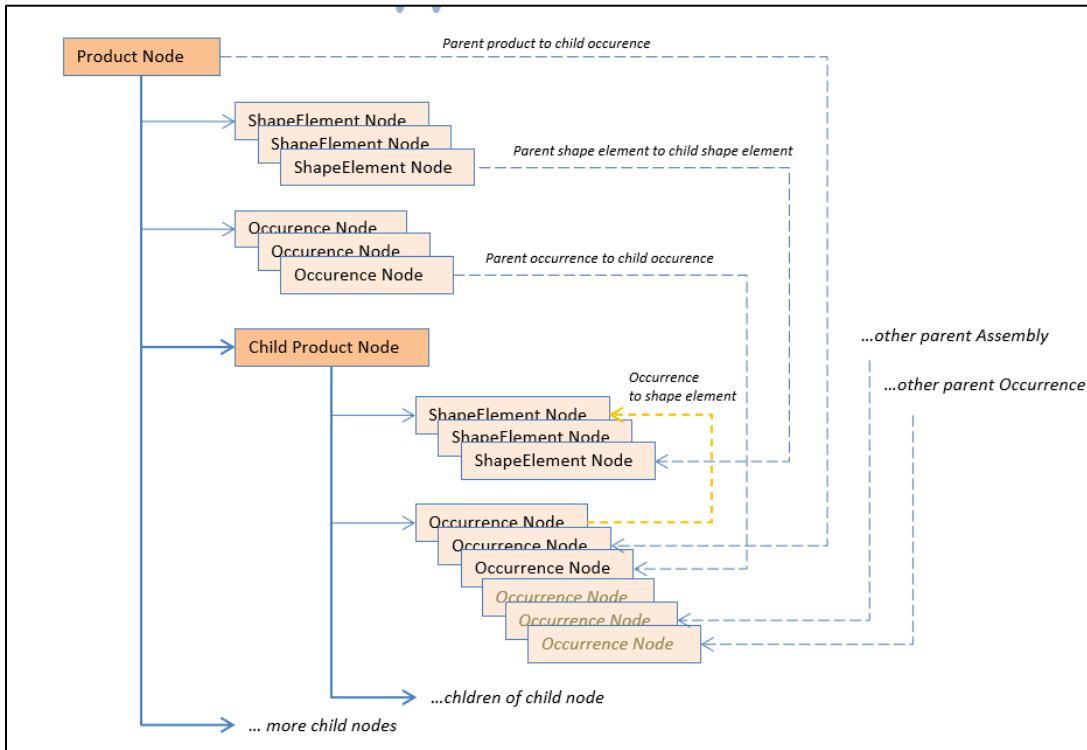 Parent product to child occurence
Product Node
ShapeElement Node
ShapeElement Node
Parent shape element to child shape element
ShapeElement Node
Occurence Node
Occurence Node
Parent occurrence to child occurence
Occurence Node
...other parent Assembly
Child Product Node
...other parent Occurrence
Occurrence
to shape element
ShapeElement Node
ShapeElement Node
ShapeElement Node
Occurrence Node
Occurrence Node
Occurrence Node
Occurrence Node
Occurrence Node
Occurrence Node
...chldren of child node
... more child nodes